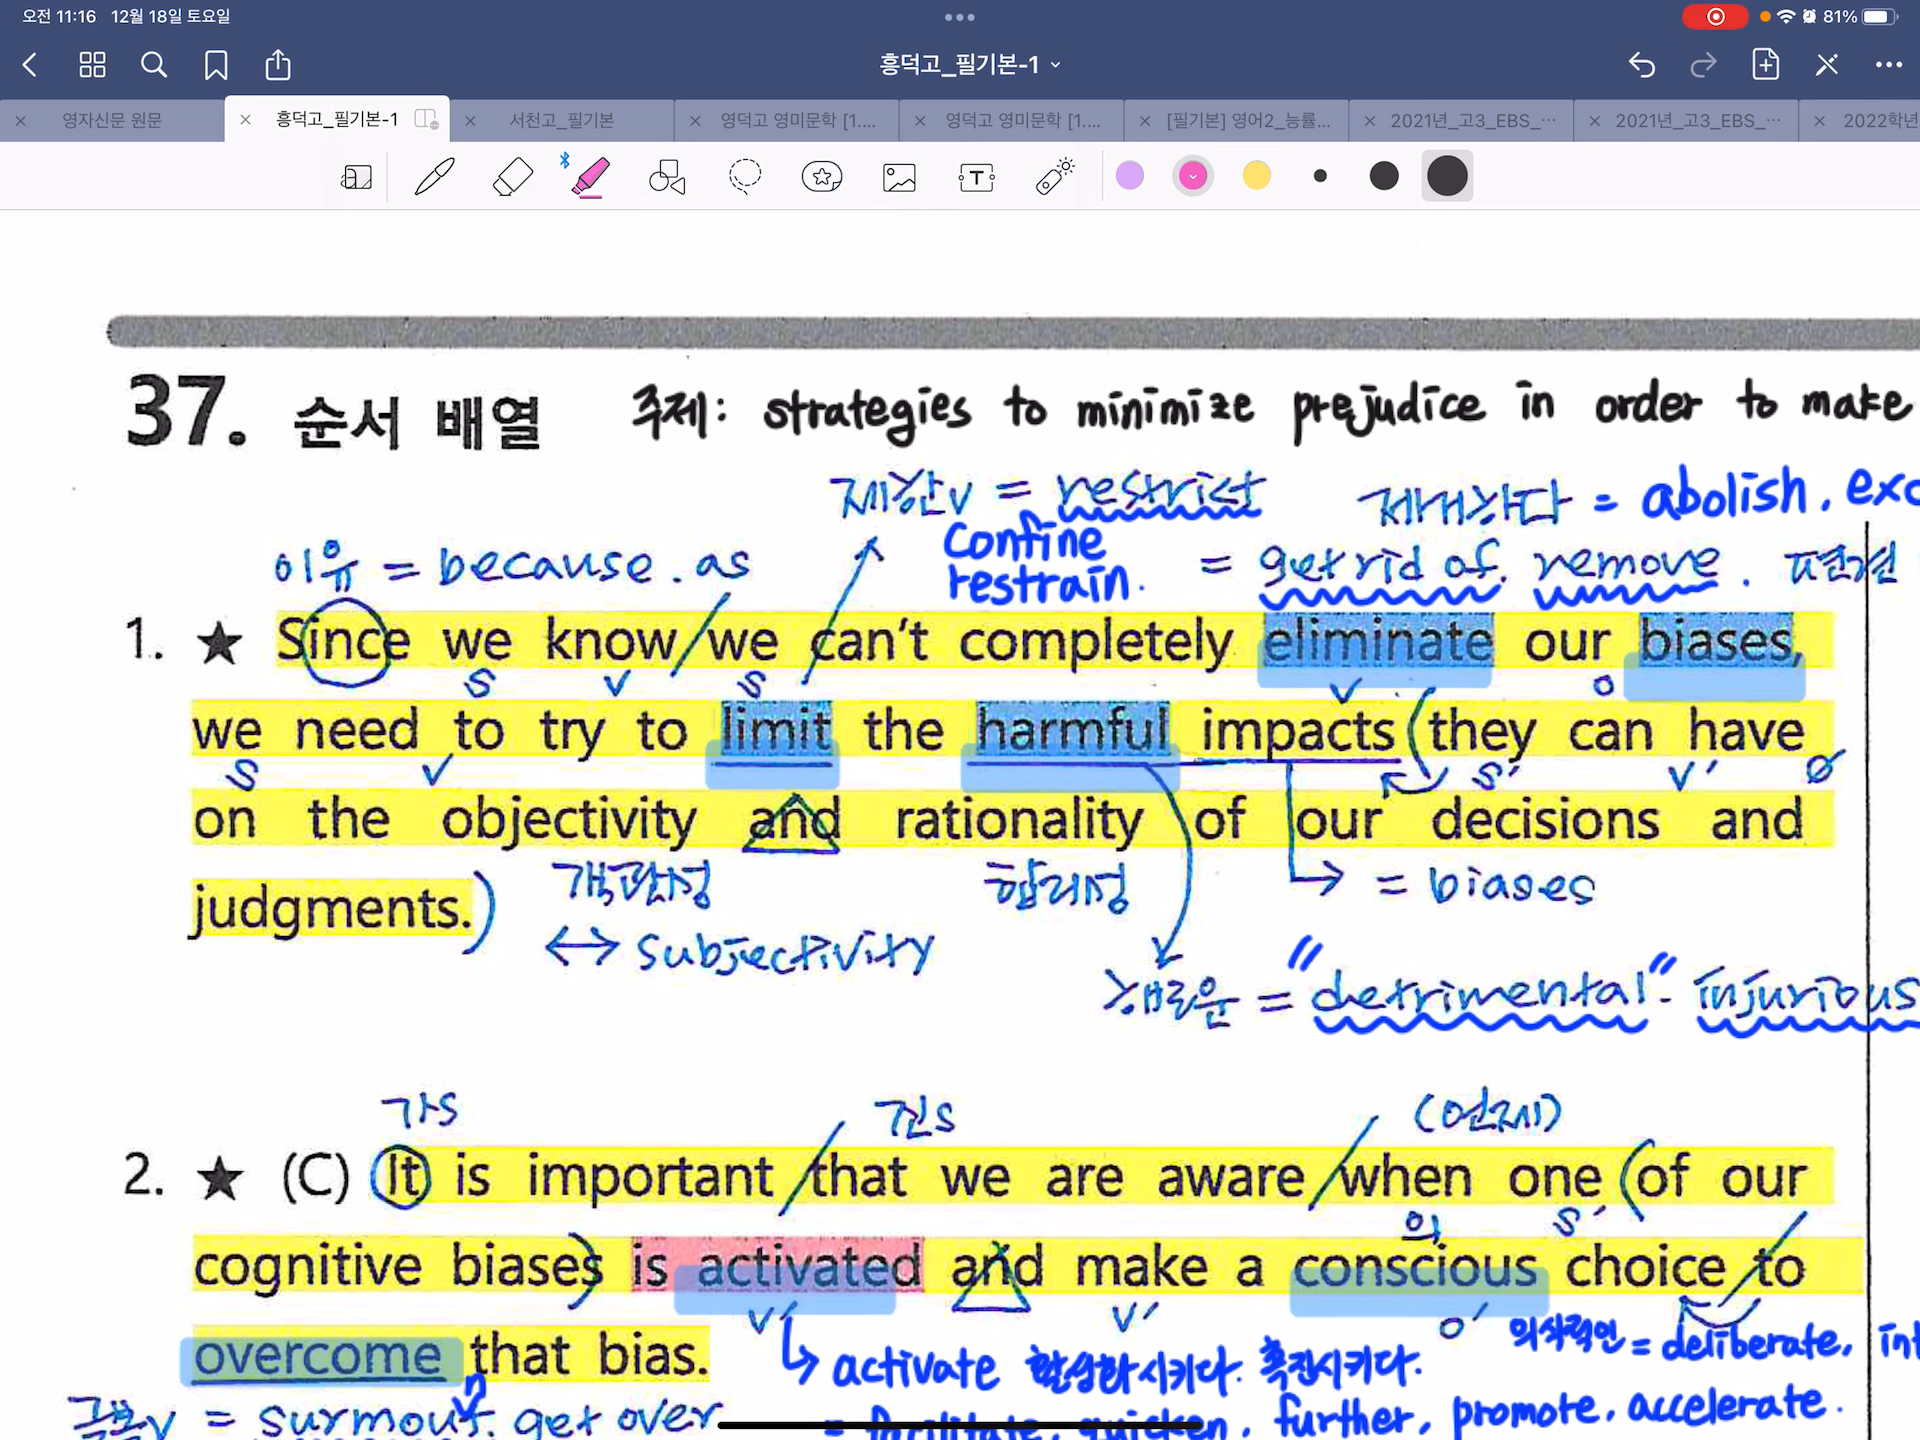 오전 11:16 12월 18일 토요일
81%
흥덕고_필기본-1
영자신문 원문
흥덕고_필기본-1
서천고_필기본
영덕고 영미문학 [1....
영덕고 영미문학 [1....
[필기본] 영어2_능률...
2021년_고3_EBS_...
2021년_고3_EBS_...
2022학년
37. 순서 배열 주제: strategies to minimize prejudice in order to make
제한v = restrict 제거하다 = abolish, exc
confine
이유 = because. as restrain. = get rid of. remove. 편견
1. ★ Since we know we can't completely eliminate our biases,
S V S V O
we need to try to limit the harmful impacts (they can have
S V S' V'
on the objectivity and rationality of our decisions and
judgments.) 객관성 합리성 = biases
↔ subjectivity
해로운 = "detrimental" injurious
가S 진S (언제)
2. ★ (C) It is important that we are aware when one (of our
의 S'
cognitive biases) is activated and make a conscious choice to
V' V' O' 의식적인 = deliberate, int
overcome that bias.
activate 활성화시키다. 촉진시키다.
극복v = surmount. get over
= facilitate, quicken, further, promote, accelerate.